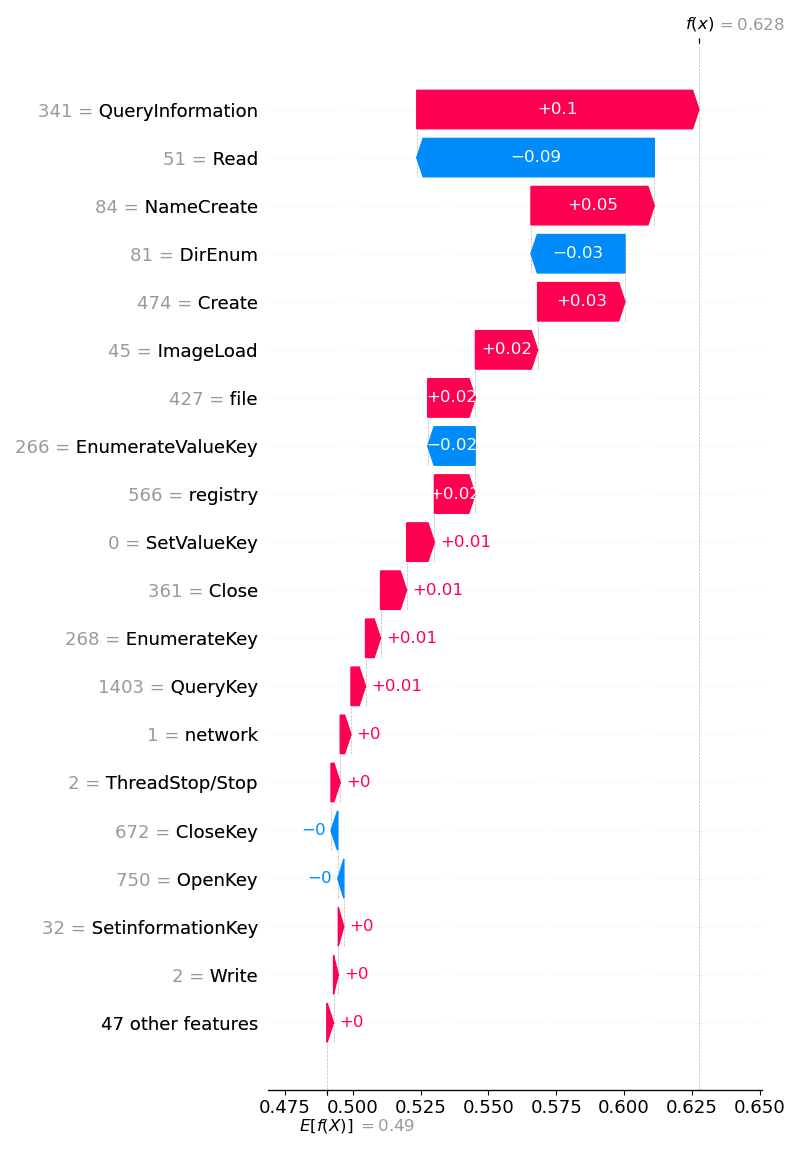 f(x) = 0.628
341 = QueryInformation +0.1
51 = Read −0.09
84 = NameCreate +0.05
81 = DirEnum −0.03
474 = Create +0.03
45 = ImageLoad +0.02
427 = file +0.02
266 = EnumerateValueKey −0.02
566 = registry +0.02
0 = SetValueKey +0.01
361 = Close +0.01
268 = EnumerateKey +0.01
1403 = QueryKey +0.01
1 = network +0
2 = ThreadStop/Stop +0
672 = CloseKey −0
750 = OpenKey −0
32 = SetinformationKey +0
2 = Write +0
47 other features +0
0.475 0.500 0.525 0.550 0.575 0.600 0.625 0.650
E[f(X)] = 0.49